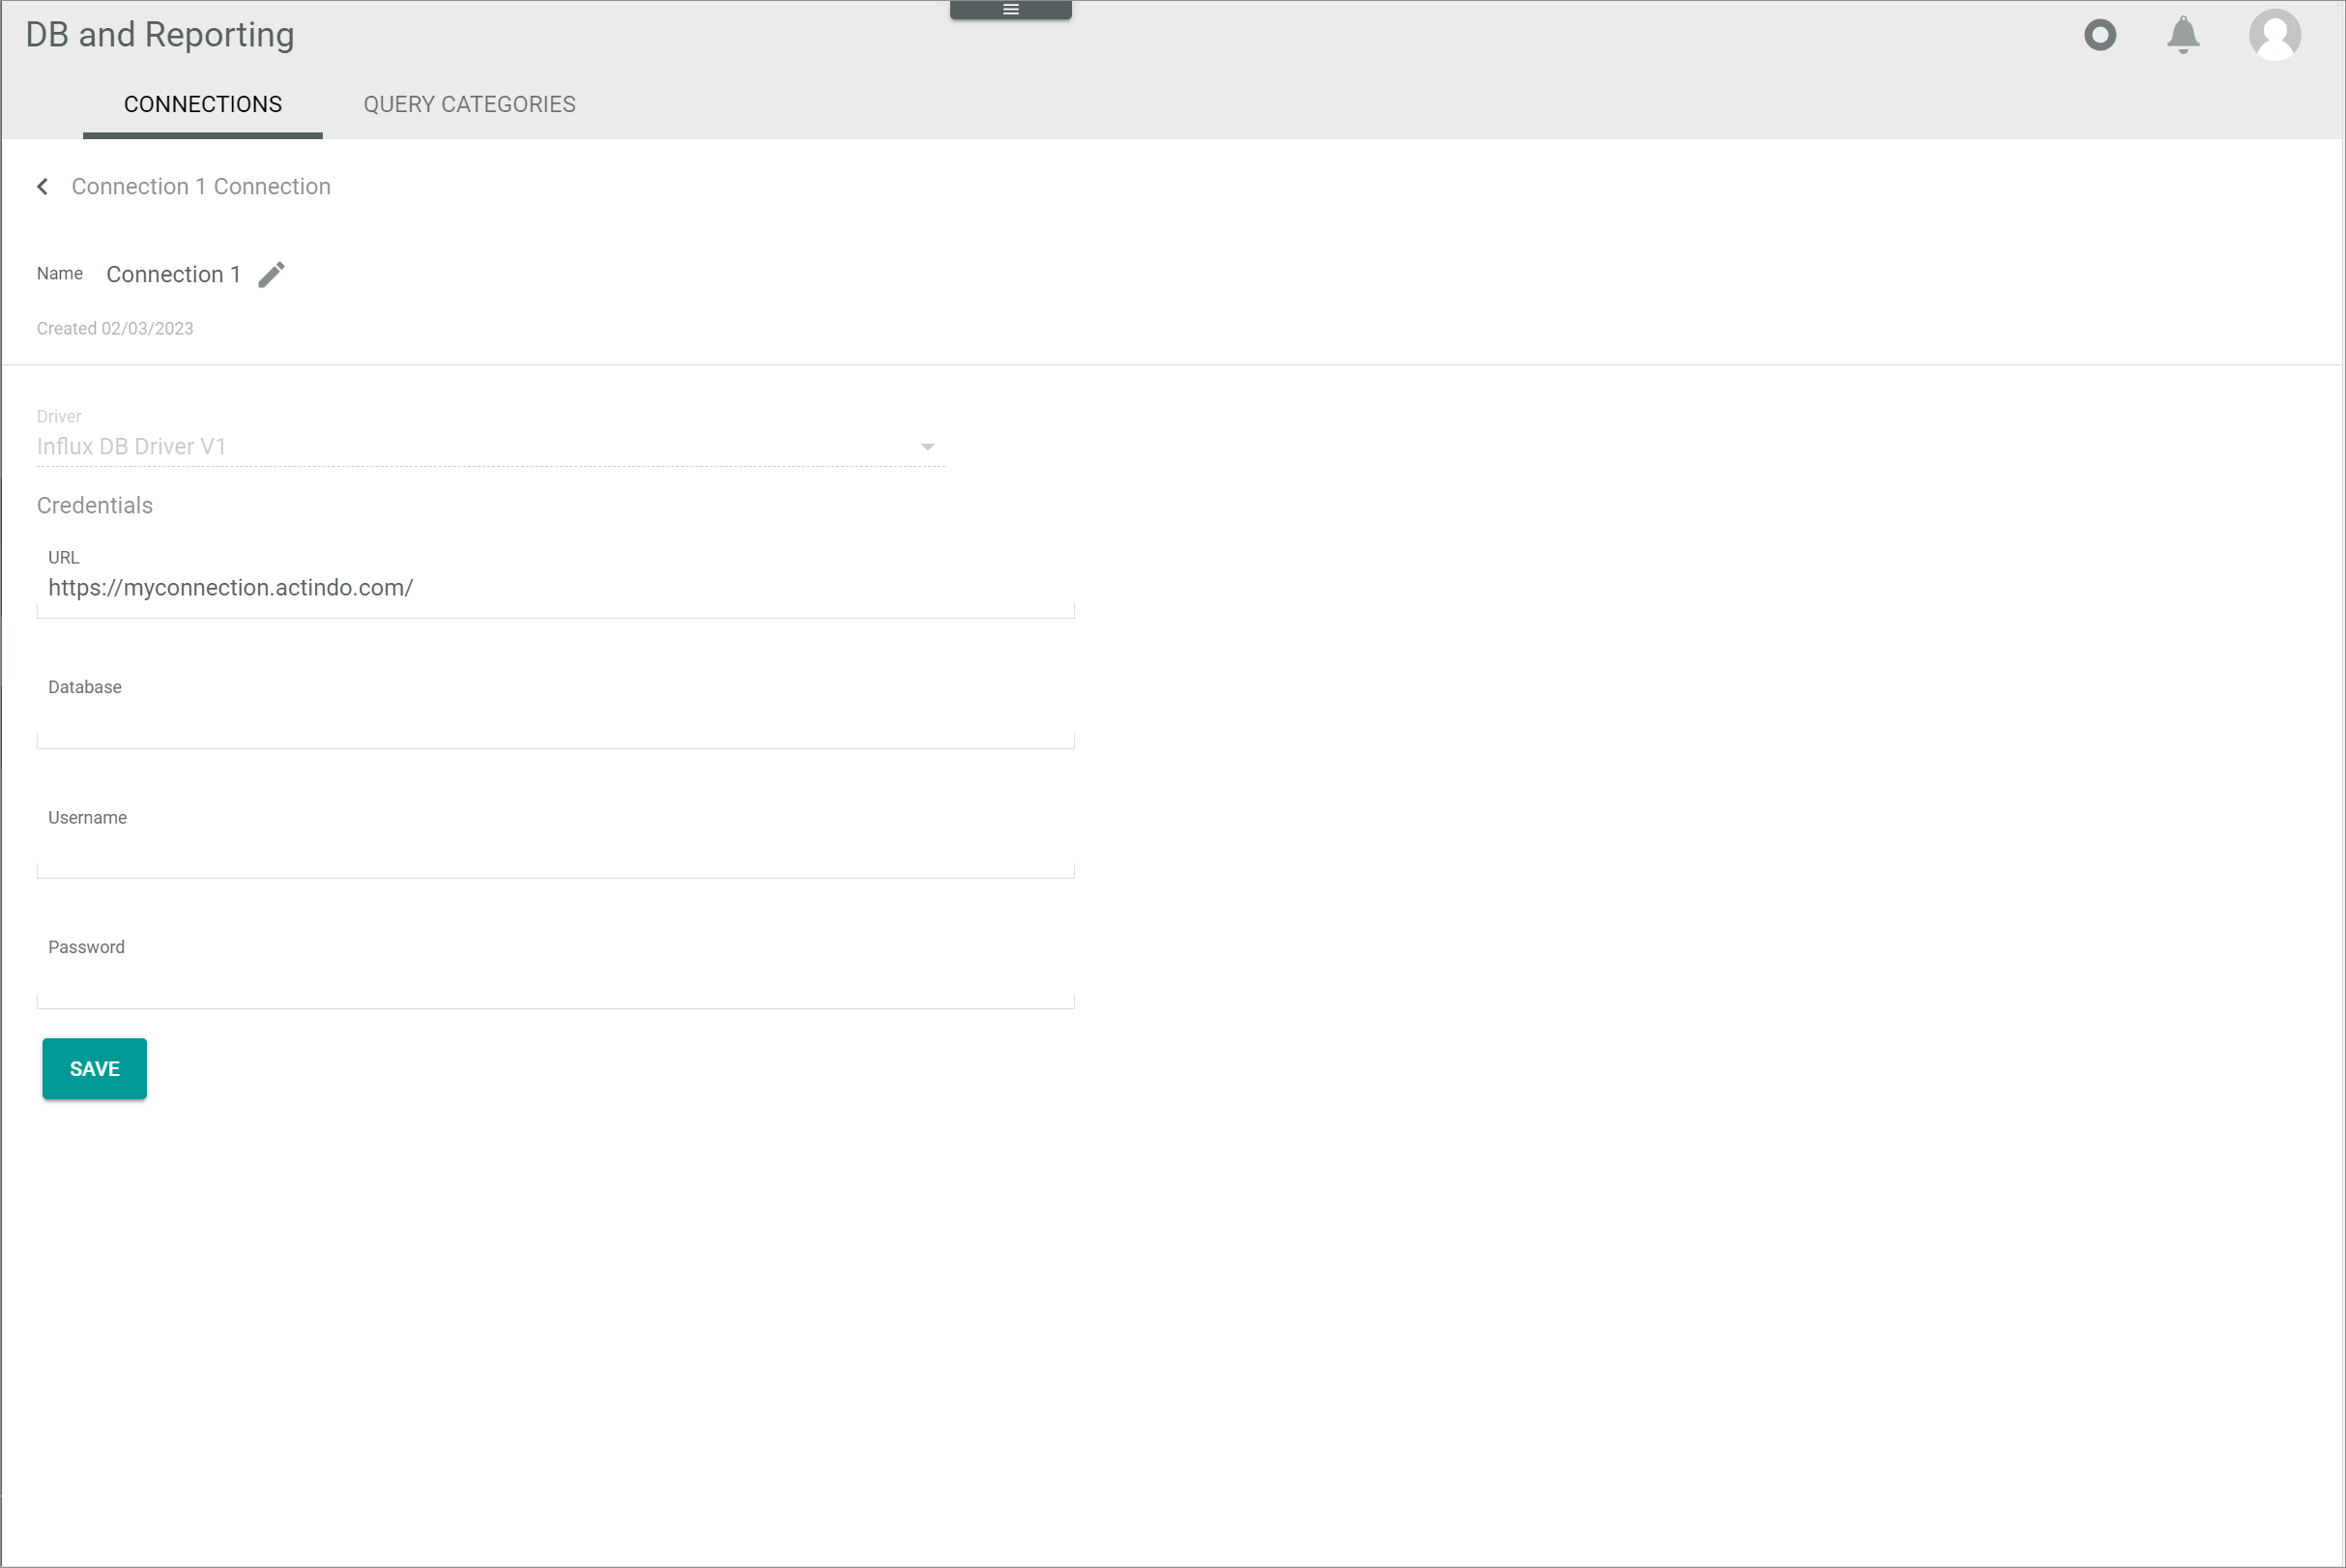 DB and Reporting
CONNECTIONS QUERY CATEGORIES
Connection 1 Connection
Name Connection 1
Created 02/03/2023
Driver
Influx DB Driver V1
Credentials
URL
https://myconnection.actindo.com/
Database
Username
Password
SAVE